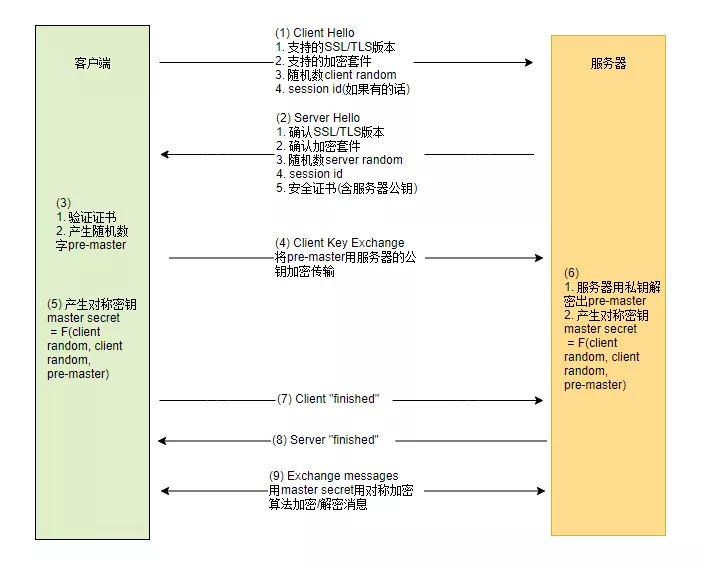 (1) Client Hello
1. 支持的SSL/TLS版本
2. 支持的加密套件
3. 随机数client random
4. session id(如果有的话)
客户端
服务器
(2) Server Hello
1. 确认SSL/TLS版本
2. 确认加密套件
3. 随机数server random
4. session id
5. 安全证书(含服务器公钥)
(3)
1. 验证证书
2. 产生随机数
字pre-master
(4) Client Key Exchange
将pre-master用服务器的公
钥加密传输
(5) 产生对称密钥
master secret
= F(client
random, client
random,
pre-master)
(6)
1. 服务器用私钥解
密出pre-master
2. 产生对称密钥
master secret
= F(client
random, client
random,
pre-master)
(7) Client "finished"
(8) Server "finished"
(9) Exchange messages
用master secret用对称加密
算法加密/解密消息